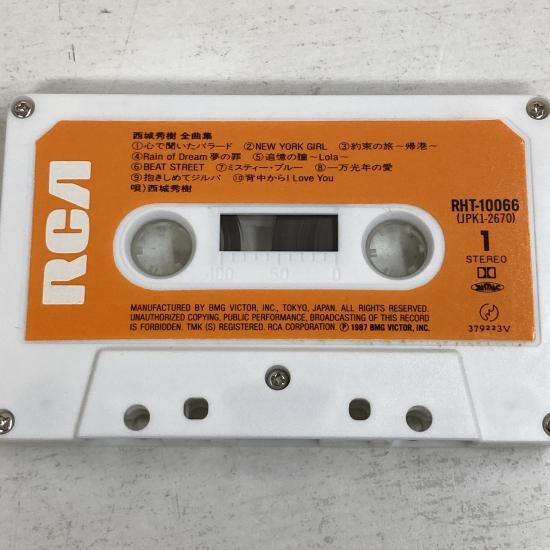 西城秀樹 全曲集
①心で聞いたバラード ②NEW YORK GIRL ③約束の旅〜帰港〜
④Rain of Dream 夢の罪 ⑤追憶の瞳〜Lola〜
⑥BEAT STREET ⑦ミスティー・ブルー ⑧一万光年の愛
⑨抱きしめてジルバ ⑩背中からI Love You
唄)西城秀樹
RCA
RHT-10066
(JPK1-2670)
1
STEREO
100 50 0
379223V
MANUFACTURED BY BMG VICTOR, INC., TOKYO, JAPAN. ALL RIGHTS RESERVED.
UNAUTHORIZED COPYING, PUBLIC PERFORMANCE, BROADCASTING OF THIS RECORD
IS FORBIDDEN. TMK (S) REGISTERED. RCA CORPORATION. Ⓟ 1987 BMG VICTOR, INC.